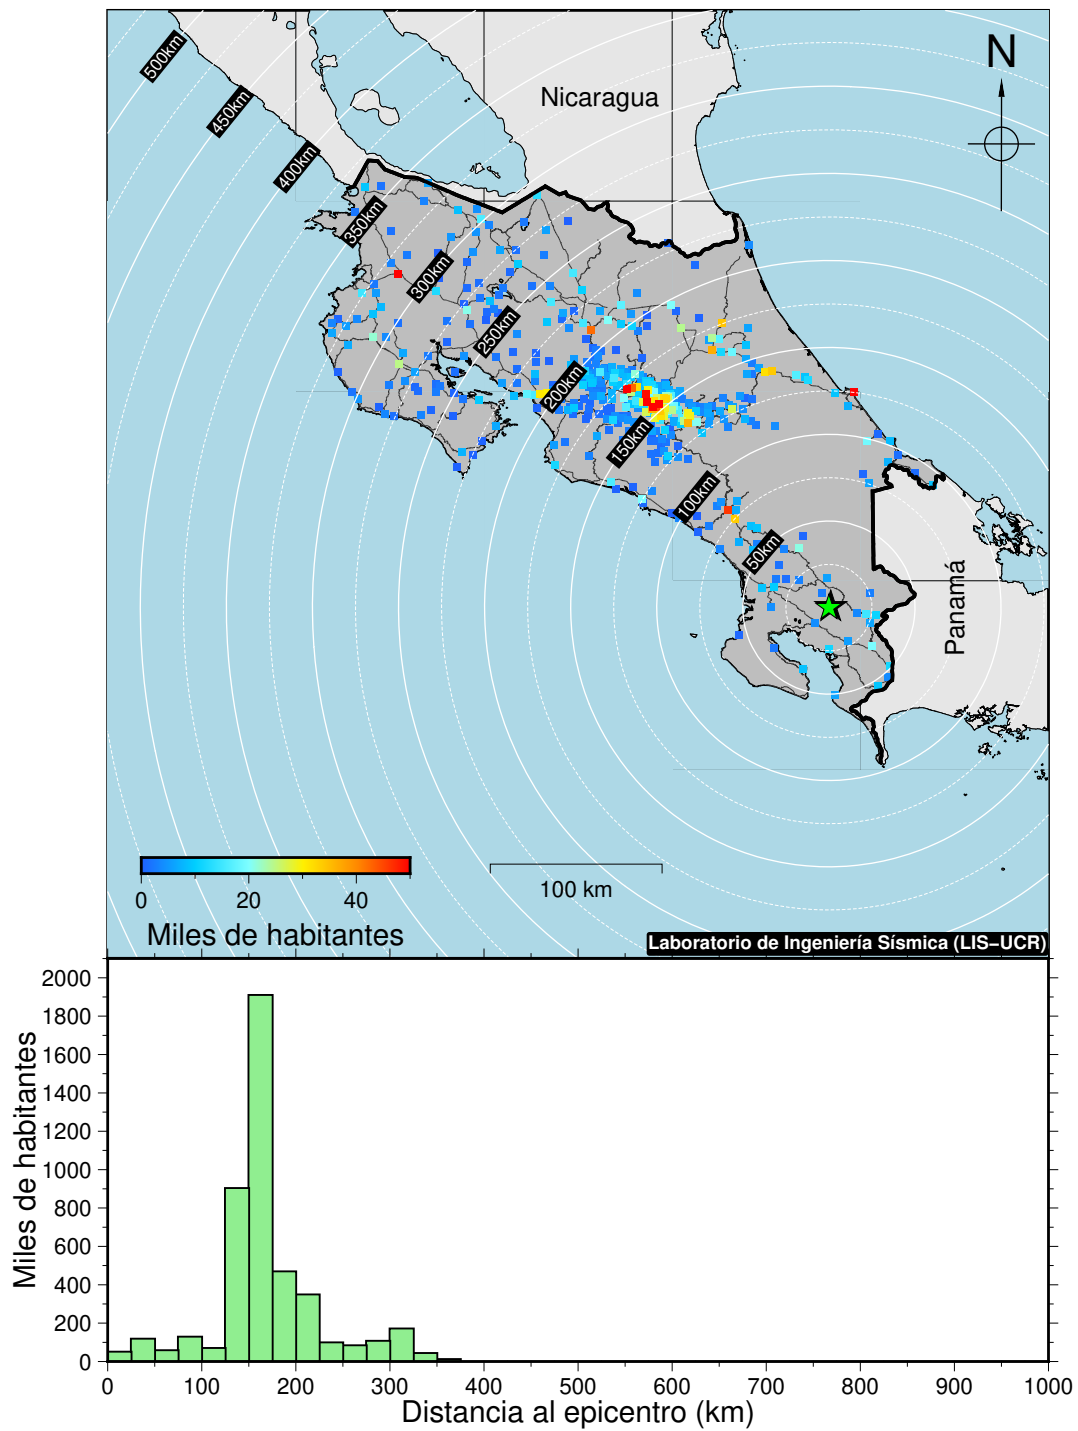 500km
450km
400km
350km
300km
250km
200km
150km
100km
50km
Nicaragua
N
Panamá
0 20 40
Miles de habitantes
100 km
Laboratorio de Ingeniería Sísmica (LIS−UCR)
Miles de habitantes
2000
1800
1600
1400
1200
1000
800
600
400
200
0
0 100 200 300 400 500 600 700 800 900 1000
Distancia al epicentro (km)